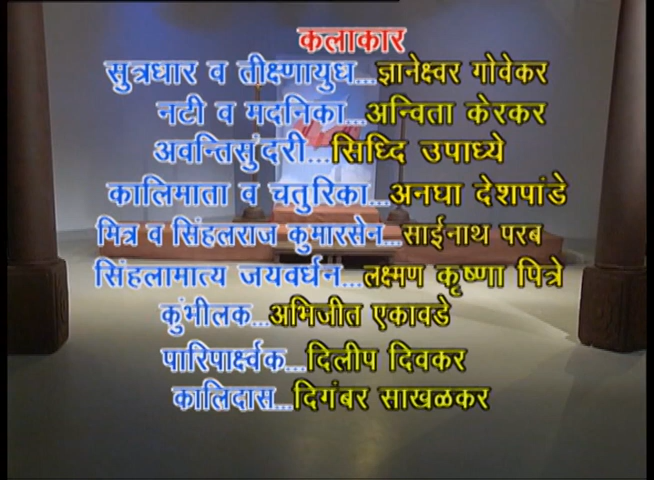 कलाकार
सुत्रधार व तीक्ष्णायुध...ज्ञानेश्वर गोवेकर
नटी व मदनिका...अन्विता केरकर
अवन्तिसुंदरी...सिध्दि उपाध्ये
कालिमाता व चतुरिका...अनघा देशपांडे
मित्र व सिंहलराज कुमारसेन...साईनाथ परब
सिंहलामात्य जयवर्धन...लक्ष्मण कृष्णा पित्रे
कुंभीलक...अभिजीत एकावडे
पारिपार्श्वक...दिलीप दिवकर
कालिदास...दिगंबर साखळकर